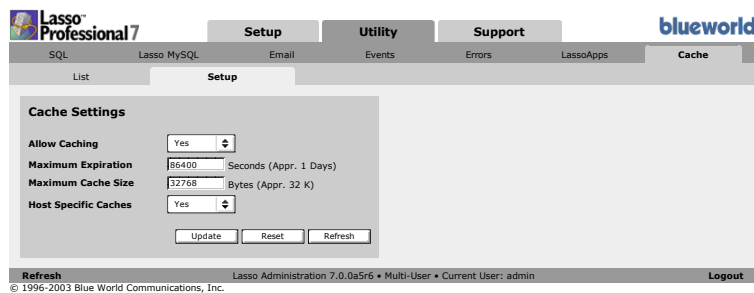 Lasso™
Professional 7
Setup Utility Support
blueworld
SQL Lasso MySQL Email Events Errors LassoApps Cache
List Setup
Cache Settings
Allow Caching Yes
Maximum Expiration 86400 Seconds (Appr. 1 Days)
Maximum Cache Size 32768 Bytes (Appr. 32 K)
Host Specific Caches Yes
Update Reset Refresh
Refresh Lasso Administration 7.0.0a5r6 • Multi-User • Current User: admin Logout
© 1996-2003 Blue World Communications, Inc.